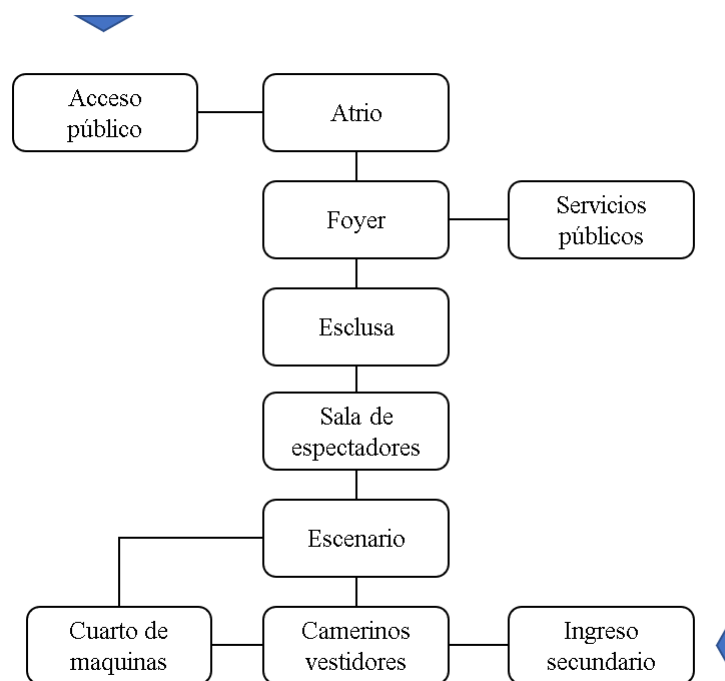 Acceso
público
Atrio
Foyer
Servicios
públicos
Esclusa
Sala de
espectadores
Escenario
Cuarto de
maquinas
Camerinos
vestidores
Ingreso
secundario